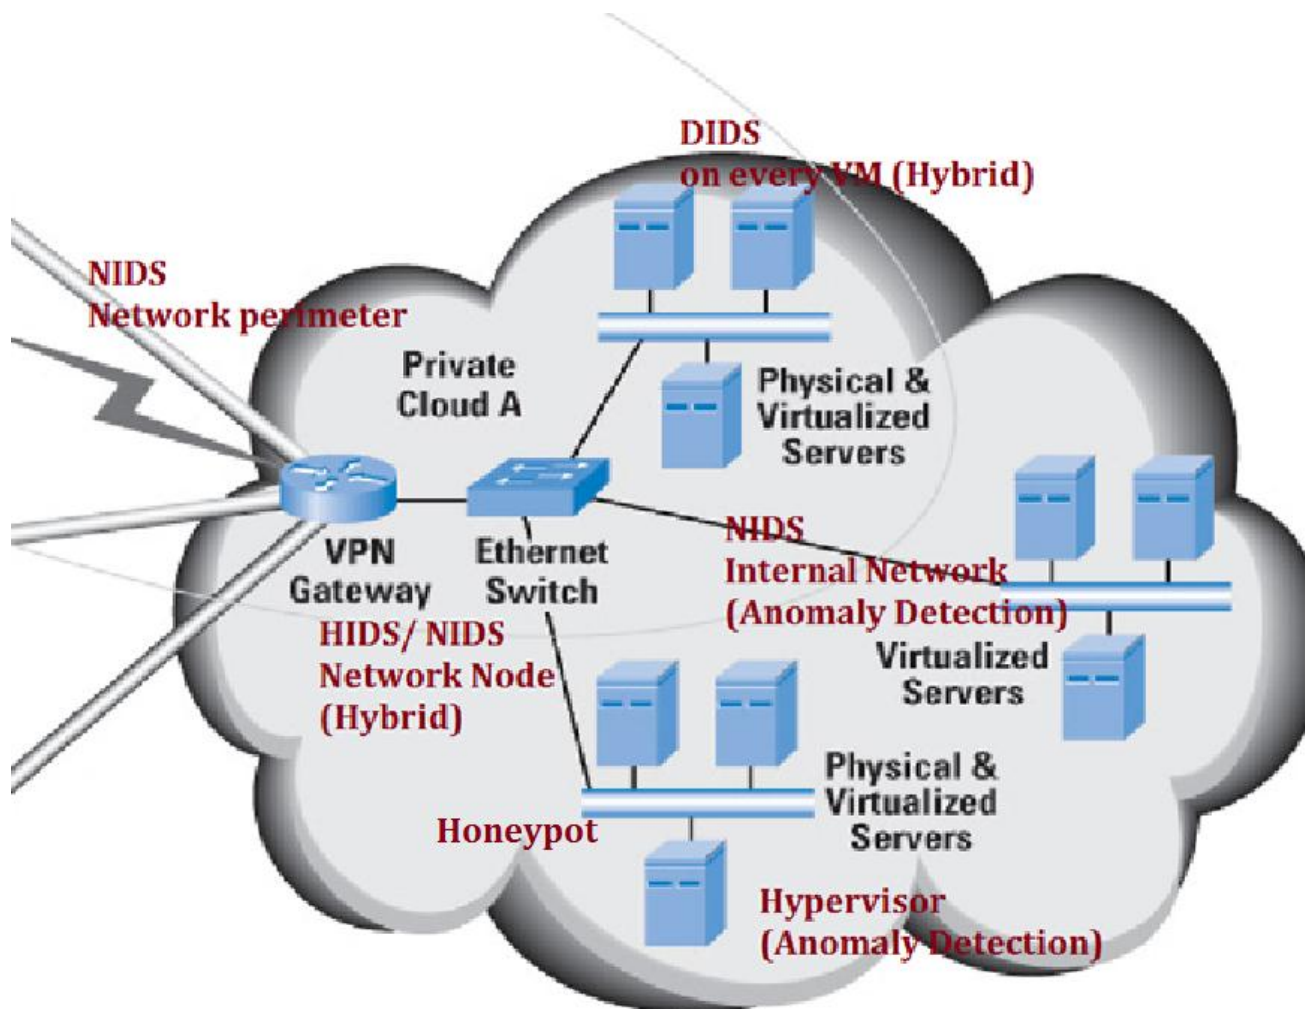 DIDS
on every VM (Hybrid)
NIDS
Network perimeter
Private
Cloud A
Physical &
Virtualized
Servers
VPN
Gateway
Ethernet
Switch
NIDS
Internal Network
(Anomaly Detection)
HIDS/ NIDS
Network Node
(Hybrid)
Virtualized
Servers
Physical &
Virtualized
Servers
Honeypot
Hypervisor
(Anomaly Detection)